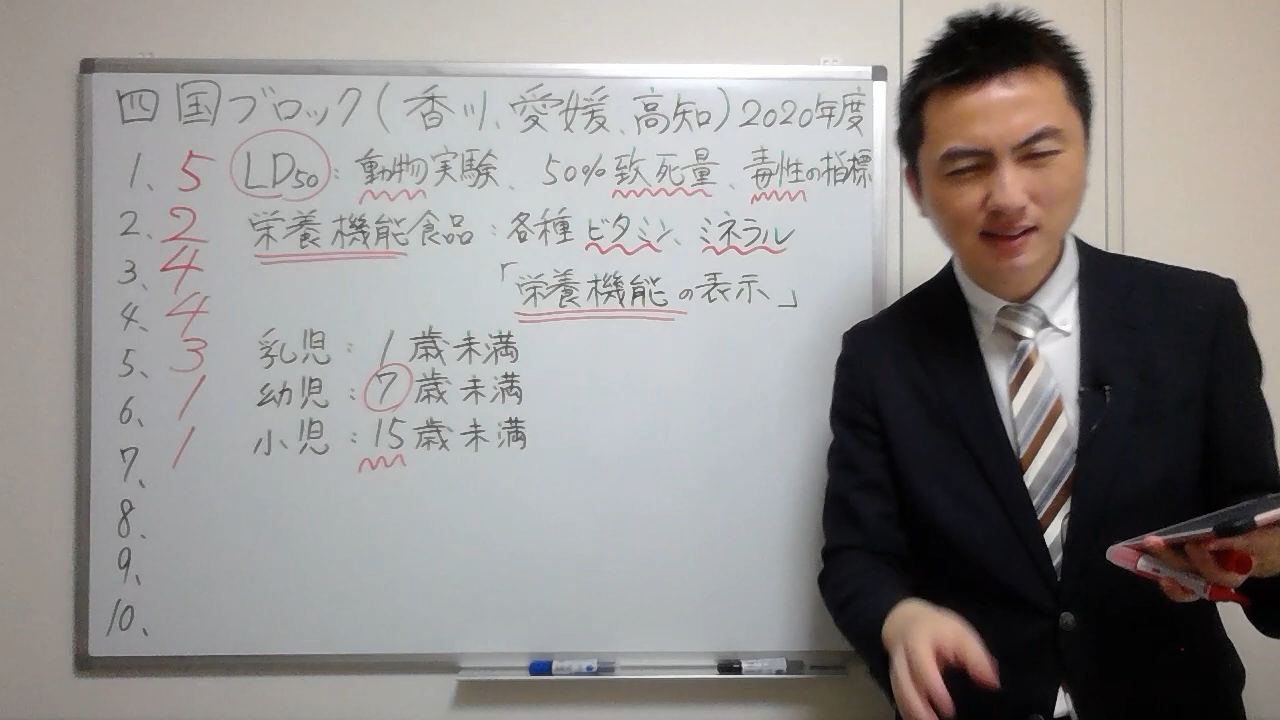 四国ブロック(香川、愛媛、高知)2020年度
1、5 LD50:動物実験、50%致死量、毒性の指標
2、2 栄養機能食品:各種ビタミン、ミネラル
3、4 「栄養機能の表示」
4、4
5、3 乳児:1歳未満
6、1 幼児:7歳未満
7、1 小児:15歳未満
8、
9、
10、